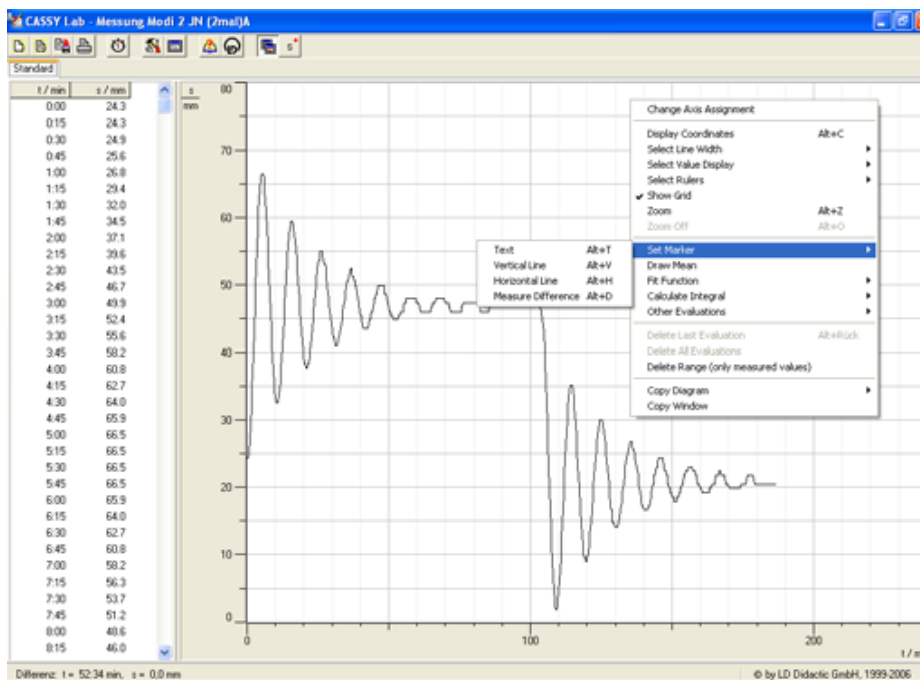 CASSY Lab - Messung Modi 2 JN (2mal)A
Standard
t / min s / mm
0:00 24.3
0:15 24.3
0:30 24.9
0:45 25.6
1:00 26.8
1:15 29.4
1:30 32.0
1:45 34.5
2:00 37.1
2:15 39.6
2:30 43.5
2:45 46.7
3:00 49.9
3:15 52.4
3:30 55.6
3:45 58.2
4:00 60.8
4:15 62.7
4:30 64.0
4:45 65.9
5:00 66.5
5:15 66.5
5:30 66.5
5:45 66.5
6:00 65.9
6:15 64.0
6:30 62.7
6:45 60.8
7:00 58.2
7:15 56.3
7:30 53.7
7:45 51.2
8:00 48.6
8:15 46.0
s
mm
80
70
60
50
40
30
20
10
0
0 100 200
t / m
Change Axis Assignment
Display Coordinates Alt+C
Select Line Width
Select Value Display
Select Rulers
Show Grid
Zoom Alt+Z
Zoom Off Alt+O
Set Marker
Draw Mean
Fit Function
Calculate Integral
Other Evaluations
Delete Last Evaluation Alt+Rück
Delete All Evaluations
Delete Range (only measured values)
Copy Diagram
Copy Window
Text Alt+T
Vertical Line Alt+V
Horizontal Line Alt+H
Measure Difference Alt+D
Differenz: t = 52:34 min, s = 0,0 mm
© by LD Didactic GmbH, 1999-2006